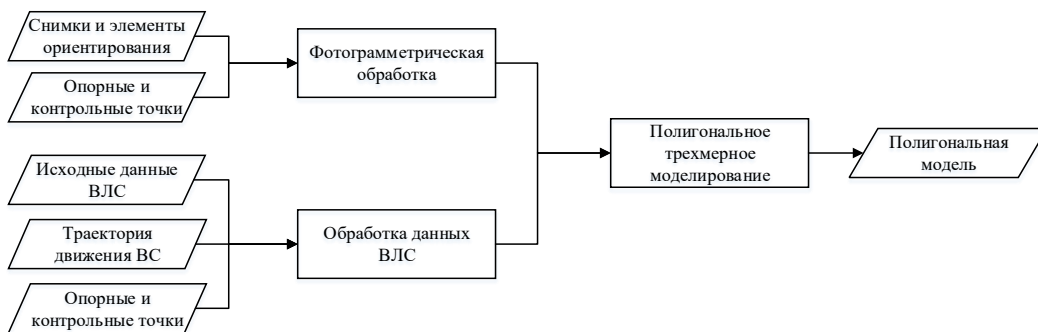 Снимки и элементы
ориентирования
Опорные и
контрольные точки
Фотограмметрическая
обработка
Исходные данные
ВЛС
Траектория
движения ВС
Опорные и
контрольные точки
Обработка данных
ВЛС
Полигональное
трехмерное
моделирование
Полигональная
модель